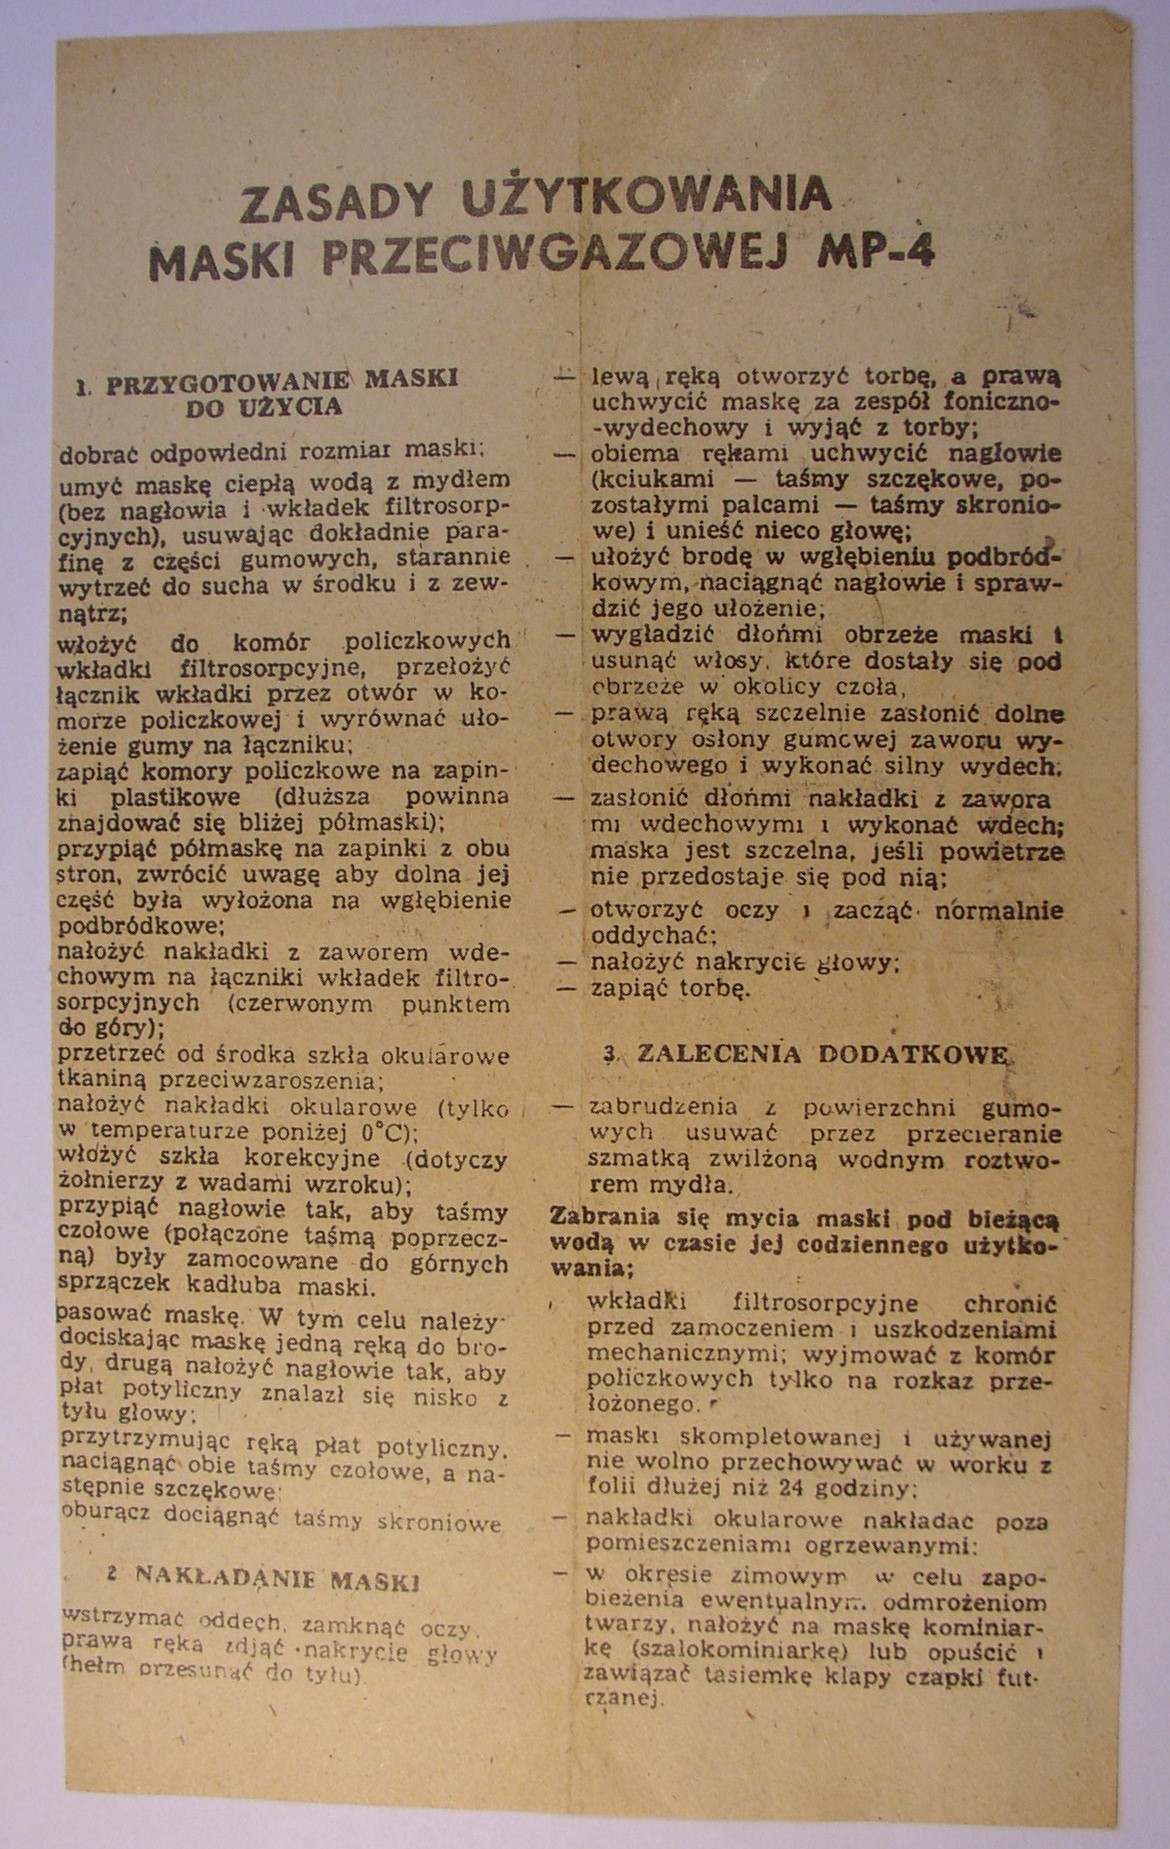 ZASADY UŻYTKOWANIA
MASKI PRZECIWGAZOWEJ MP-4
1. PRZYGOTOWANIE MASKI
DO UŻYCIA
dobrać odpowiedni rozmiar maski;
umyć maskę ciepłą wodą z mydłem
(bez nagłowia i wkładek filtrosorp-
cyjnych), usuwając dokładnie para-
finę z części gumowych, starannie
wytrzeć do sucha w środku i z zew-
nątrz;
włożyć do komór policzkowych
wkładki filtrosorpcyjne, przełożyć
łącznik wkładki przez otwór w ko-
morze policzkowej i wyrównać uło-
żenie gumy na łączniku;
zapiąć komory policzkowe na zapin-
ki plastikowe (dłuższa powinna
znajdować się bliżej półmaski);
przypiąć półmaskę na zapinki z obu
stron, zwrócić uwagę aby dolna jej
część była wyłożona na wgłębienie
podbródkowe;
nałożyć nakładki z zaworem wde-
chowym na łączniki wkładek filtro-
sorpcyjnych (czerwonym punktem
do góry);
przetrzeć od środka szkła okularowe
tkaniną przeciwzaroszenia;
nałożyć nakładki okularowe (tylko
w temperaturze poniżej 0°C);
włożyć szkła korekcyjne (dotyczy
żołnierzy z wadami wzroku);
przypiąć nagłowie tak, aby taśmy
czołowe (połączone taśmą poprzecz-
ną) były zamocowane do górnych
sprzączek kadłuba maski.
pasować maskę. W tym celu należy
dociskając maskę jedną ręką do bro-
dy, drugą nałożyć nagłowie tak, aby
płat potyliczny znalazł się nisko z
tyłu głowy;
przytrzymując ręką płat potyliczny,
naciągnąć obie taśmy czołowe, a na-
stępnie szczękowe;
oburącz dociągnąć taśmy skroniowe
2 NAKŁADANIE MASKI
wstrzymać oddech, zamknąć oczy,
prawa ręka zdjąć nakrycie głowy
(hełm przesunąć do tyłu)
— lewą ręką otworzyć torbę, a prawą
uchwycić maskę za zespół foniczno-
-wydechowy i wyjąć z torby;
— obiema rękami uchwycić nagłowie
(kciukami — taśmy szczękowe, po-
zostałymi palcami — taśmy skronio-
we) i unieść nieco głowę;
— ułożyć brodę w wgłębieniu podbród-
kowym, naciągnąć nagłowie i spraw-
dzić jego ułożenie;
— wygładzić dłońmi obrzeże maski i
usunąć włosy, które dostały się pod
obrzeże w okolicy czoła,
— prawą ręką szczelnie zasłonić dolne
otwory osłony gumowej zaworu wy-
dechowego i wykonać silny wydech;
— zasłonić dłońmi nakładki z zawora
mi wdechowymi i wykonać wdech;
maska jest szczelna, jeśli powietrze
nie przedostaje się pod nią;
— otworzyć oczy i zacząć normalnie
oddychać;
— nałożyć nakrycie głowy;
— zapiąć torbę.
3. ZALECENIA DODATKOWE
— zabrudzenia z powierzchni gumo-
wych usuwać przez przecieranie
szmatką zwilżoną wodnym roztwo-
rem mydła.
Zabrania się mycia maski pod bieżącą
wodą w czasie jej codziennego użytko-
wania;
wkładki filtrosorpcyjne chronić
przed zamoczeniem i uszkodzeniami
mechanicznymi; wyjmować z komór
policzkowych tylko na rozkaz prze-
łożonego.
— maski skompletowanej i używanej
nie wolno przechowywać w worku z
folii dłużej niż 24 godziny;
— nakładki okularowe nakładać poza
pomieszczeniami ogrzewanymi;
— w okresie zimowym w celu zapo-
bieżenia ewentualnym odmrożeniom
twarzy, nałożyć na maskę kominiar-
kę (szalokominiarkę) lub opuścić i
zawiązać tasiemkę klapy czapki fut-
rzanej.